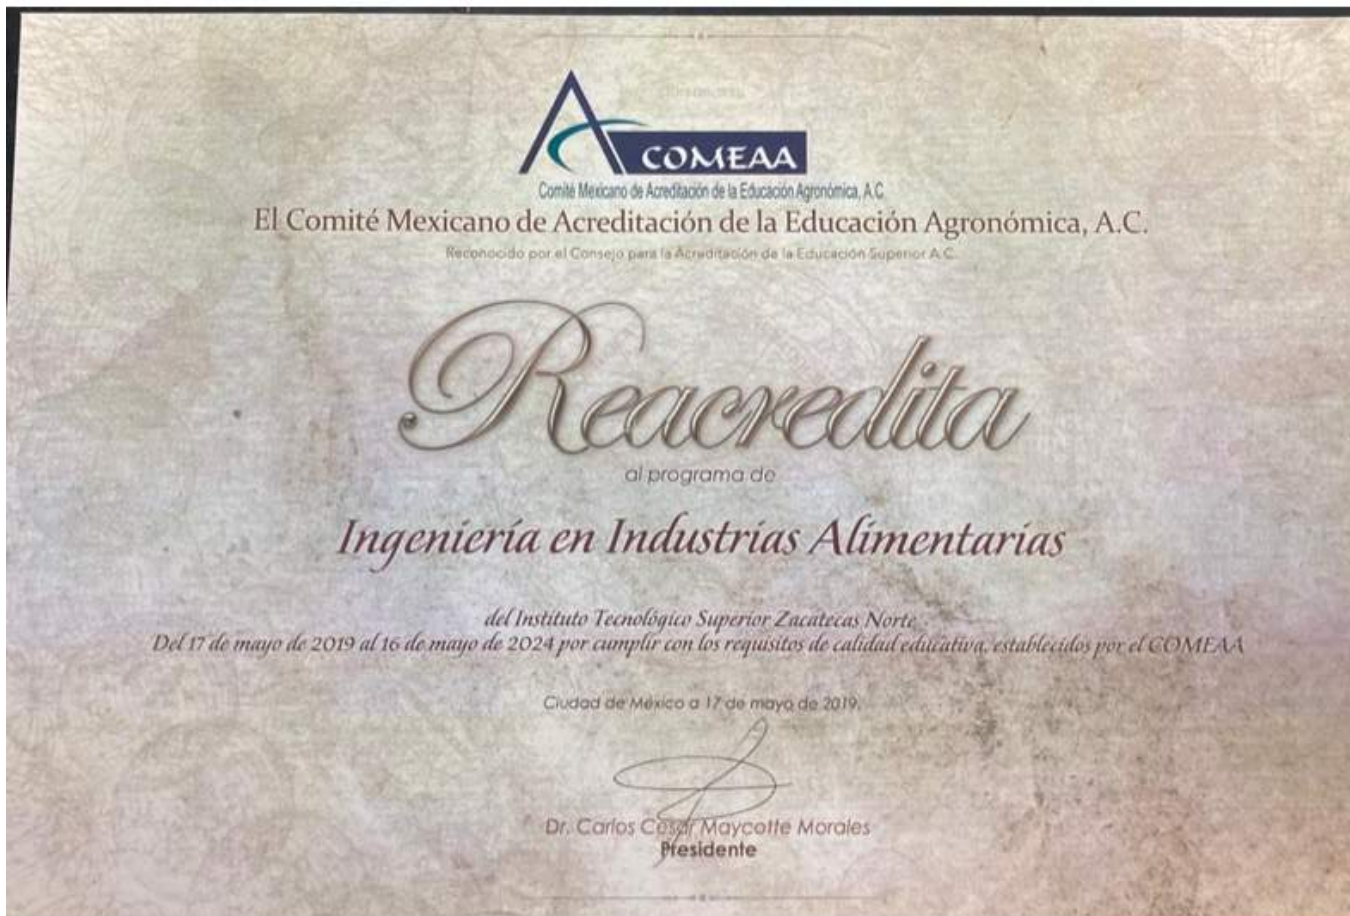 COMEAA
Comité Mexicano de Acreditación de la Educación Agronómica, A.C.
El Comité Mexicano de Acreditación de la Educación Agronómica, A.C.
Reconocido por el Consejo para la Acreditación de la Educación Superior A.C.
Reacredita
al programa de
Ingeniería en Industrias Alimentarias
del Instituto Tecnológico Superior Zacatecas Norte
Del 17 de mayo de 2019 al 16 de mayo de 2024 por cumplir con los requisitos de calidad educativa, establecidos por el COMEAA
Ciudad de México a 17 de mayo de 2019.
Dr. Carlos César Maycotte Morales
Presidente